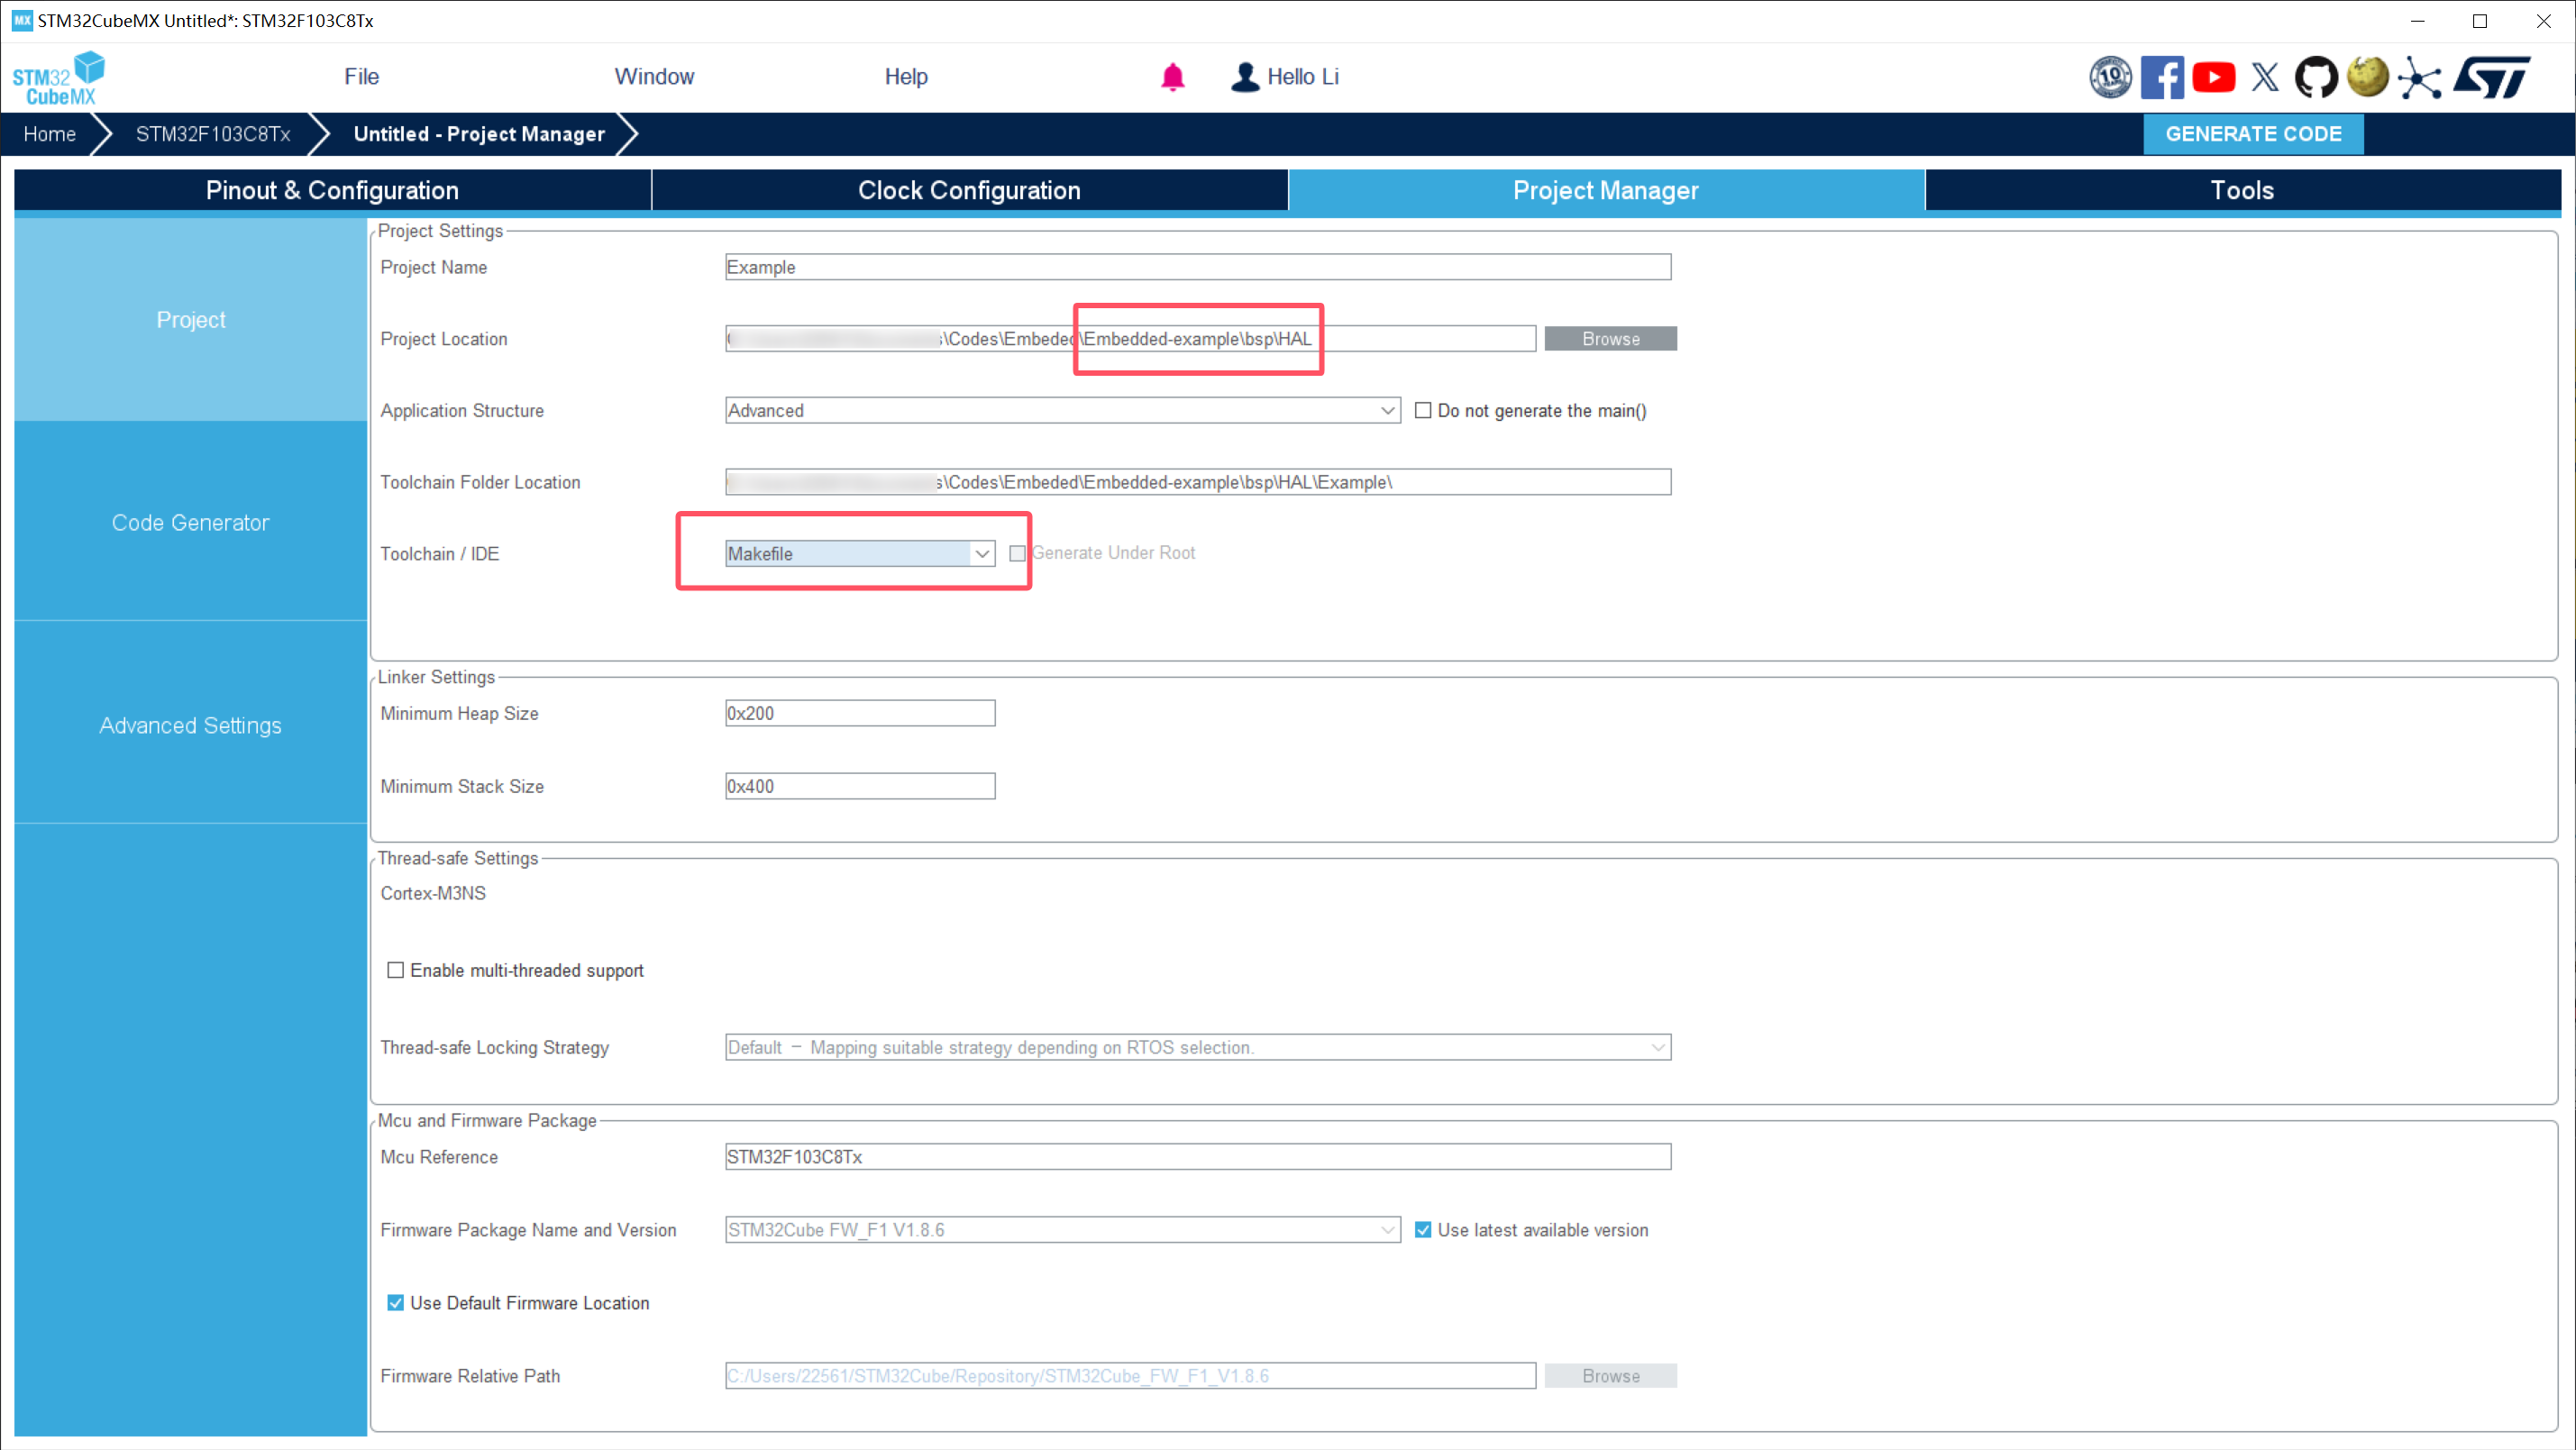 MX STM32CubeMX Untitled*: STM32F103C8Tx
STM32 CubeMX
File Window Help Hello Li
10
Home STM32F103C8Tx Untitled - Project Manager GENERATE CODE
Pinout & Configuration Clock Configuration Project Manager Tools
Project
Code Generator
Advanced Settings
Project Settings
Project Name Example
Project Location s\Codes\Embeded\Embedded-example\bsp\HAL Browse
Application Structure Advanced Do not generate the main()
Toolchain Folder Location s\Codes\Embeded\Embedded-example\bsp\HAL\Example\
Toolchain / IDE Makefile Generate Under Root
Linker Settings
Minimum Heap Size 0x200
Minimum Stack Size 0x400
Thread-safe Settings
Cortex-M3NS
Enable multi-threaded support
Thread-safe Locking Strategy Default – Mapping suitable strategy depending on RTOS selection.
Mcu and Firmware Package
Mcu Reference STM32F103C8Tx
Firmware Package Name and Version STM32Cube FW_F1 V1.8.6 Use latest available version
Use Default Firmware Location
Firmware Relative Path C:/Users/22561/STM32Cube/Repository/STM32Cube_FW_F1_V1.8.6 Browse